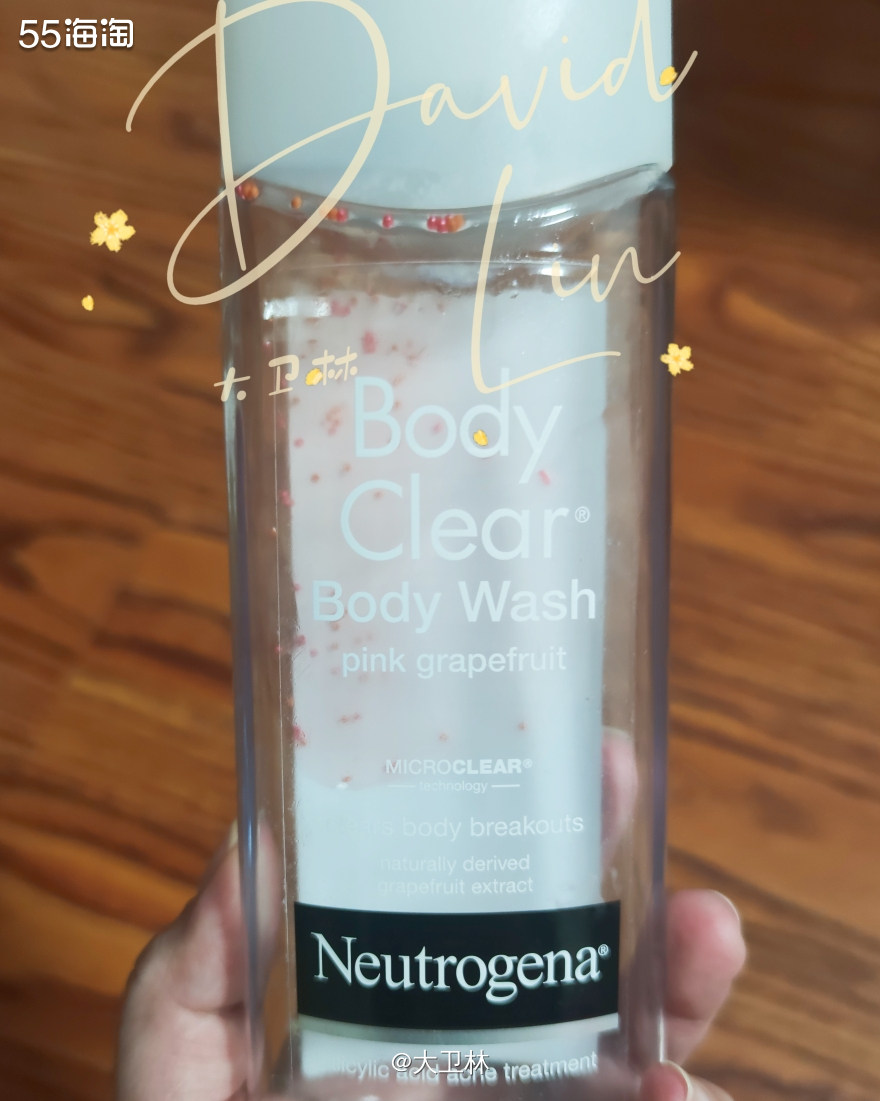 55海淘
David
Lin
大卫林
Body
Clear®
Body Wash
pink grapefruit
MICROCLEAR®
technology
body breakouts
naturally derived
grapefruit extract
Neutrogena®
acid acne treatment
@大卫林